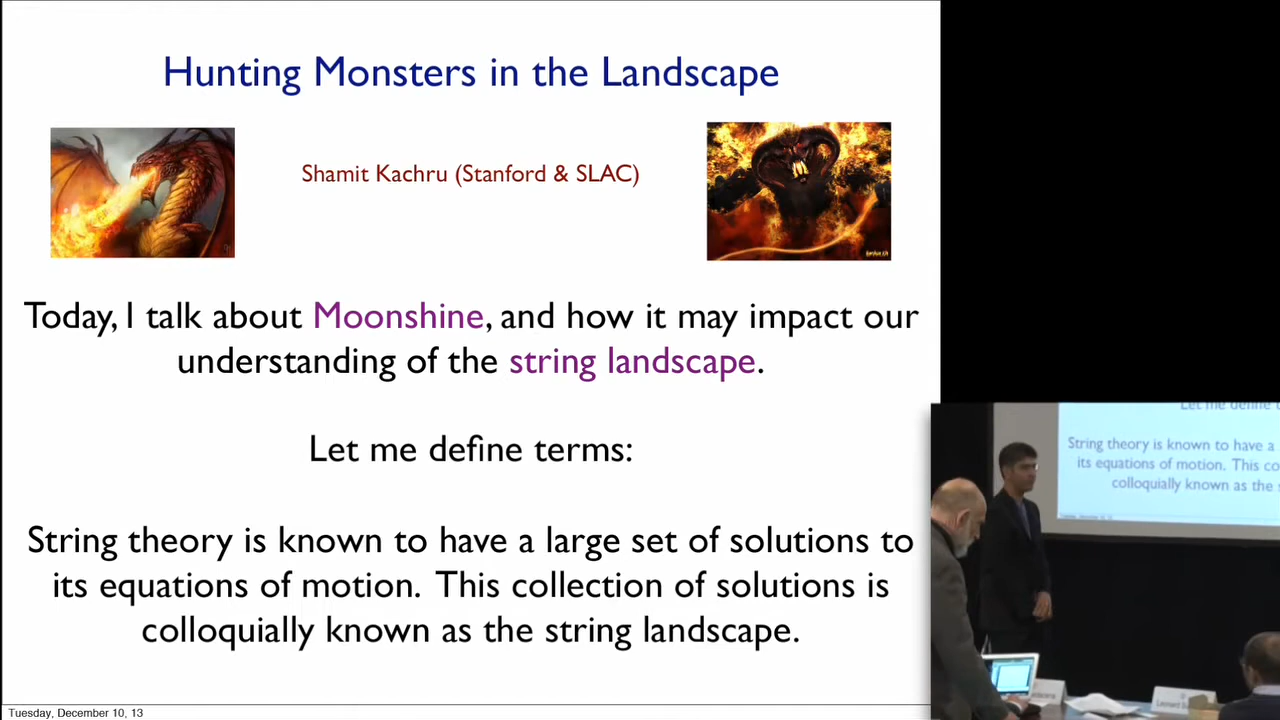 Hunting Monsters in the Landscape
Shamit Kachru (Stanford & SLAC)
Today, I talk about Moonshine, and how it may impact our
understanding of the string landscape.
Let me define terms:
String theory is known to have a large set of solutions to
its equations of motion. This collection of solutions is
colloquially known as the string landscape.
Tuesday, December 10, 13
Let me define
String theory is known to have a
its equations of motion. This co
colloquially known as the